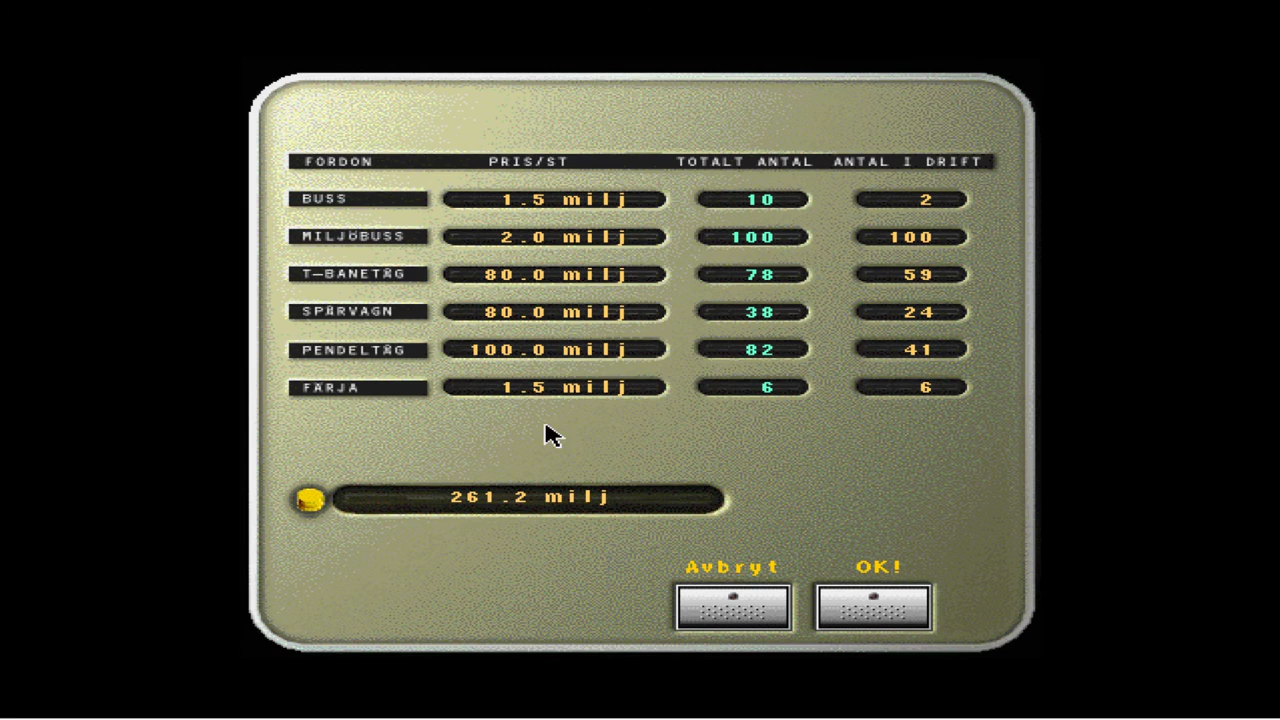 FORDON PRIS/ST TOTALT ANTAL ANTAL I DRIFT
BUSS 1.5 milj 10 2
MILJÖBUSS 2.0 milj 100 100
T-BANETÅG 80.0 milj 78 59
SPÅRVAGN 80.0 milj 38 24
PENDELTÅG 100.0 milj 82 41
FÄRJA 1.5 milj 6 6
261.2 milj
Avbryt OK!